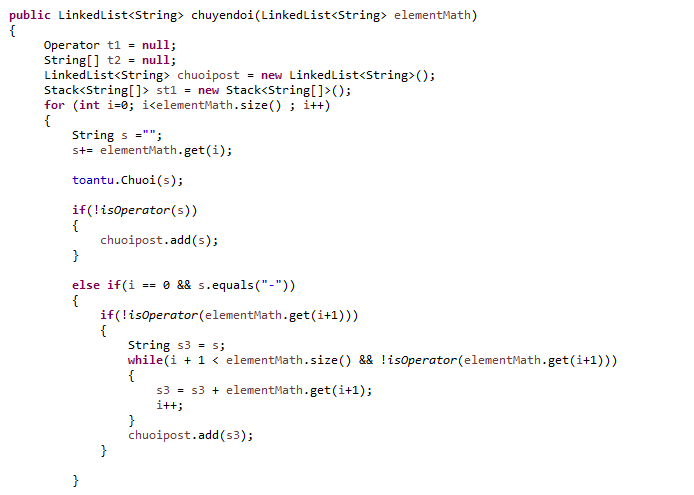 public LinkedList<String> chuyendoi(LinkedList<String> elementMath)
{
Operator t1 = null;
String[] t2 = null;
LinkedList<String> chuoipost = new LinkedList<String>();
Stack<String[]> st1 = new Stack<String[]>();
for (int i=0; i<elementMath.size() ; i++)
{
String s ="";
s+= elementMath.get(i);
toantu.Chuoi(s);
if(!isOperator(s))
{
chuoipost.add(s);
}
else if(i == 0 && s.equals("-"))
{
if(!isOperator(elementMath.get(i+1)))
{
String s3 = s;
while(i + 1 < elementMath.size() && !isOperator(elementMath.get(i+1)))
{
s3 = s3 + elementMath.get(i+1);
i++;
}
chuoipost.add(s3);
}
}